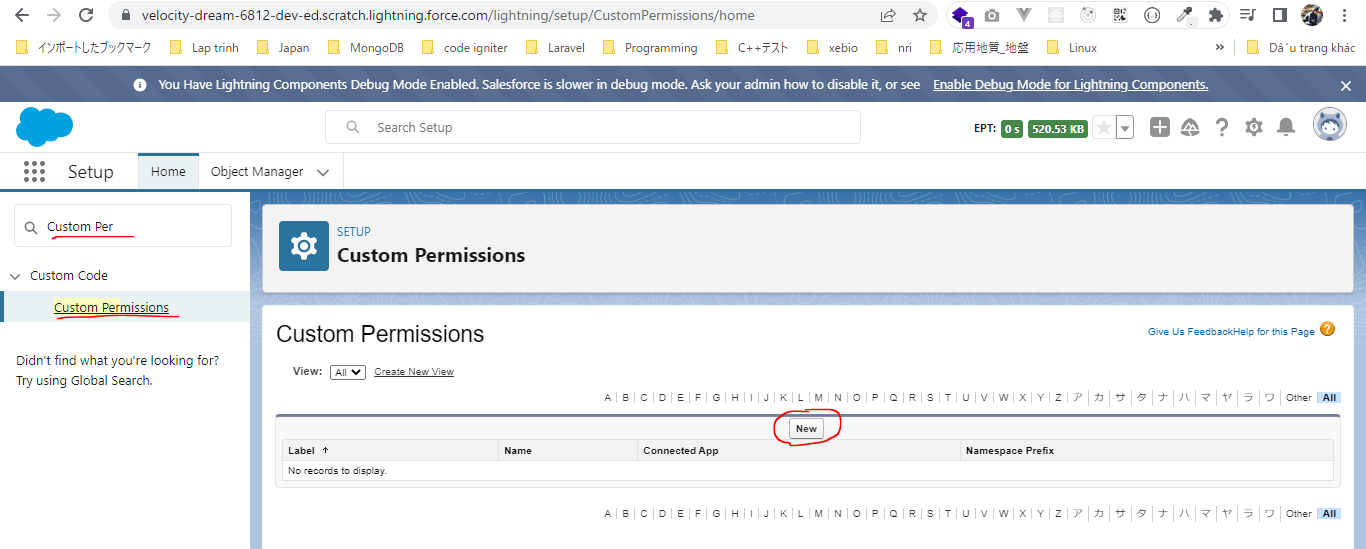 velocity-dream-6812-dev-ed.scratch.lightning.force.com/lightning/setup/CustomPermissions/home
4
インポートしたブックマーク Lap trinh Japan MongoDB code igniter Laravel Programming C++テスト xebio nri 応用地質_地盤 Linux » Dấu trang khác
You Have Lightning Components Debug Mode Enabled. Salesforce is slower in debug mode. Ask your admin how to disable it, or see Enable Debug Mode for Lightning Components.
Search Setup
EPT: 0 s 520.53 KB
Setup Home Object Manager
Custom Per
Custom Code
Custom Permissions
Didn't find what you're looking for?
Try using Global Search.
SETUP
Custom Permissions
Custom Permissions
Give Us Feedback Help for this Page ?
View: All Create New View
A B C D E F G H I J K L M N O P Q R S T U V W X Y Z ア カ サ タ ナ ハ マ ヤ ラ ワ Other All
New
Label ↑ Name Connected App Namespace Prefix
No records to display.
A B C D E F G H I J K L M N O P Q R S T U V W X Y Z ア カ サ タ ナ ハ マ ヤ ラ ワ Other All